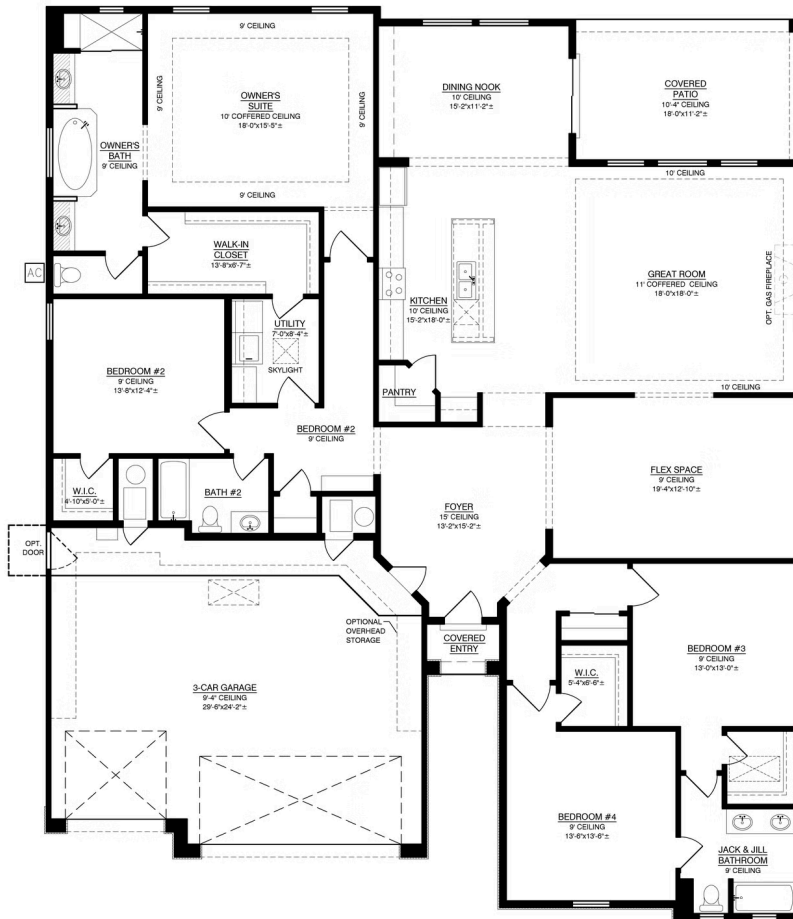 9' CEILING
OWNER'S
SUITE
10' COFFERED CEILING
18'-0"x15'-5"±
9' CEILING
9' CEILING
9' CEILING
DINING NOOK
10' CEILING
15'-2"x11'-2"±
COVERED
PATIO
10'-4" CEILING
18'-0"x11'-2"±
OWNER'S
BATH
9' CEILING
10' CEILING
WALK-IN
CLOSET
13'-8"x6'-7"±
AC
KITCHEN
10' CEILING
15'-2"x18'-0"±
GREAT ROOM
11' COFFERED CEILING
18'-0"x18'-0"±
OPT. GAS FIREPLACE
10' CEILING
UTILITY
7'-0"x8'-4"±
SKYLIGHT
BEDROOM #2
9' CEILING
13'-8"x12'-4"±
PANTRY
BEDROOM #2
9' CEILING
W.I.C.
4'-10"x5'-0"±
BATH #2
FLEX SPACE
9' CEILING
19'-4"x12'-10"±
FOYER
15' CEILING
13'-2"x15'-2"±
OPT.
DOOR
OPTIONAL
OVERHEAD
STORAGE
COVERED
ENTRY
BEDROOM #3
9' CEILING
13'-0"x13'-0"±
W.I.C.
5'-4"x6'-6"±
3-CAR GARAGE
9'-4" CEILING
29'-6"x24'-2"±
BEDROOM #4
9' CEILING
13'-6"x13'-6"±
JACK & JILL
BATHROOM
9' CEILING